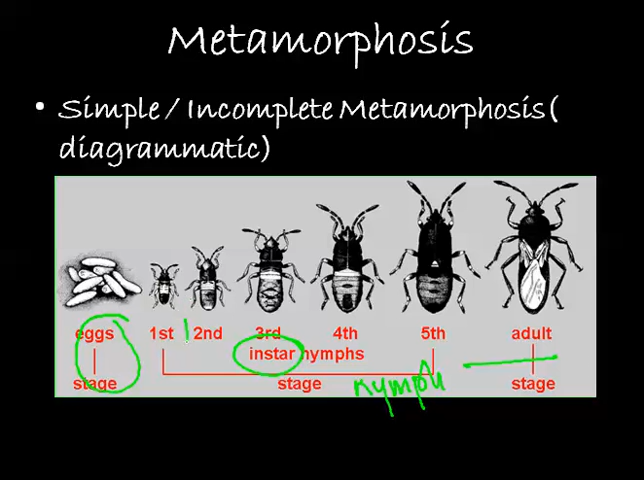 Metamorphosis
• Simple / Incomplete Metamorphosis(
diagrammatic)
eggs 1st 2nd 3rd 4th 5th adult
instar nymphs
stage stage nymph stage